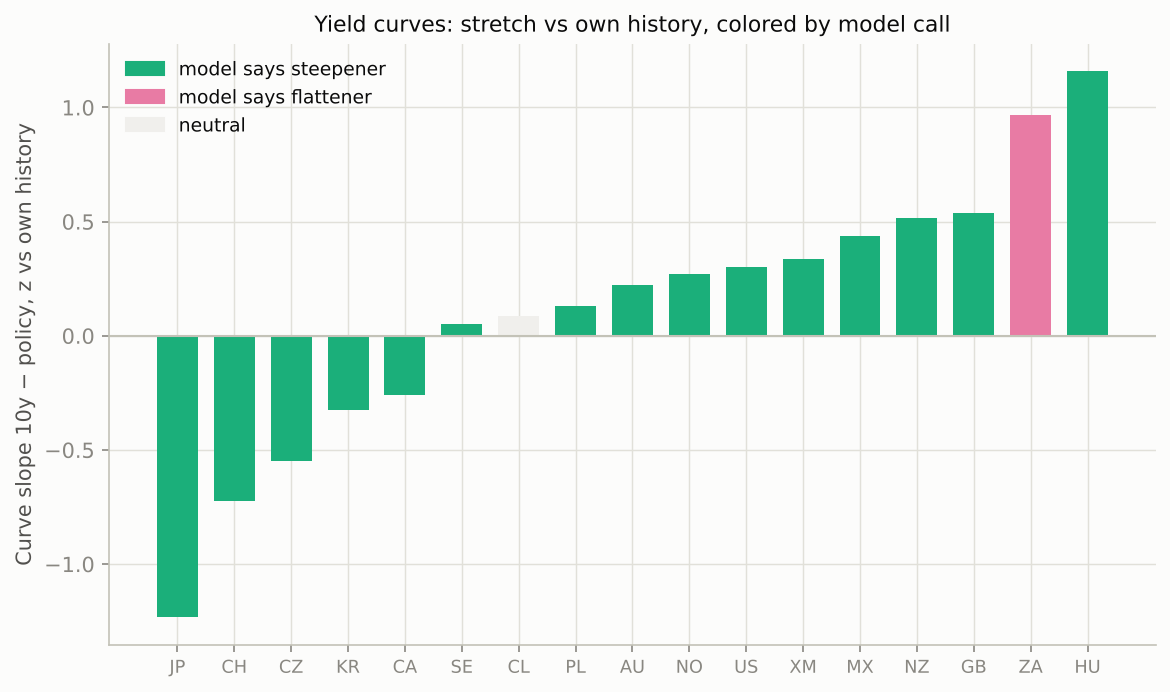 Yield curves: stretch vs own history, colored by model call
model says steepener
model says flattener
neutral
Curve slope 10y − policy, z vs own history
1.0
0.5
0.0
−0.5
−1.0
JP CH CZ KR CA SE CL PL AU NO US XM MX NZ GB ZA HU